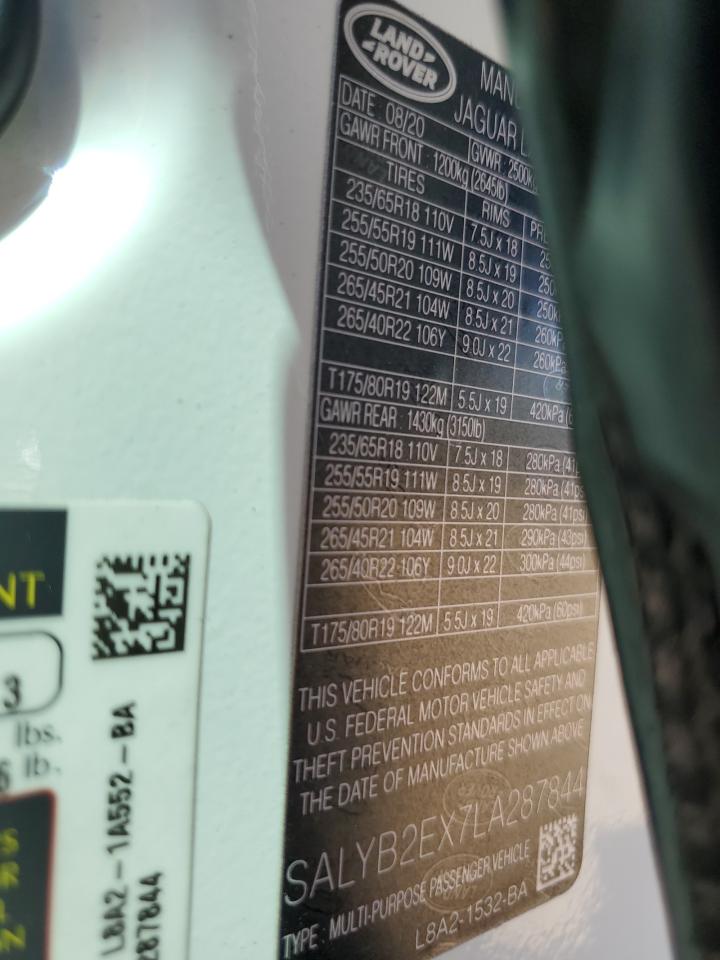 LAND ROVER
JAGUAR
DATE : 08/20 GVWR : 2500k
GAWR FRONT : 1200kg (2645lb)
TIRES RIMS
235/65R18 110V 7.5J x 18
255/55R19 111W 8.5J x 19
255/50R20 109W 8.5J x 20
265/45R21 104W 8.5J x 21
265/40R22 106Y 9.0J x 22
T175/80R19 122M 5.5J x 19 420kPa
GAWR REAR : 1430kg (3150lb)
235/65R18 110V 7.5J x 18 280kPa (41
255/55R19 111W 8.5J x 19 280kPa (41ps
255/50R20 109W 8.5J x 20 280kPa (41psi
265/45R21 104W 8.5J x 21 290kPa (43psi
265/40R22 106Y 9.0J x 22 300kPa (44psi)
T175/80R19 122M 5.5J x 19 420kPa (60psi)
THIS VEHICLE CONFORMS TO ALL APPLICABLE
U.S. FEDERAL MOTOR VEHICLE SAFETY AND
THEFT PREVENTION STANDARDS IN EFFECT ON
THE DATE OF MANUFACTURE SHOWN ABOVE
SALYB2EX7LA287844
TYPE : MULTI-PURPOSE PASSENGER VEHICLE
L8A2-1532-BA
NT
3
lbs.
lb.
L8A2-1A552-BA
287844